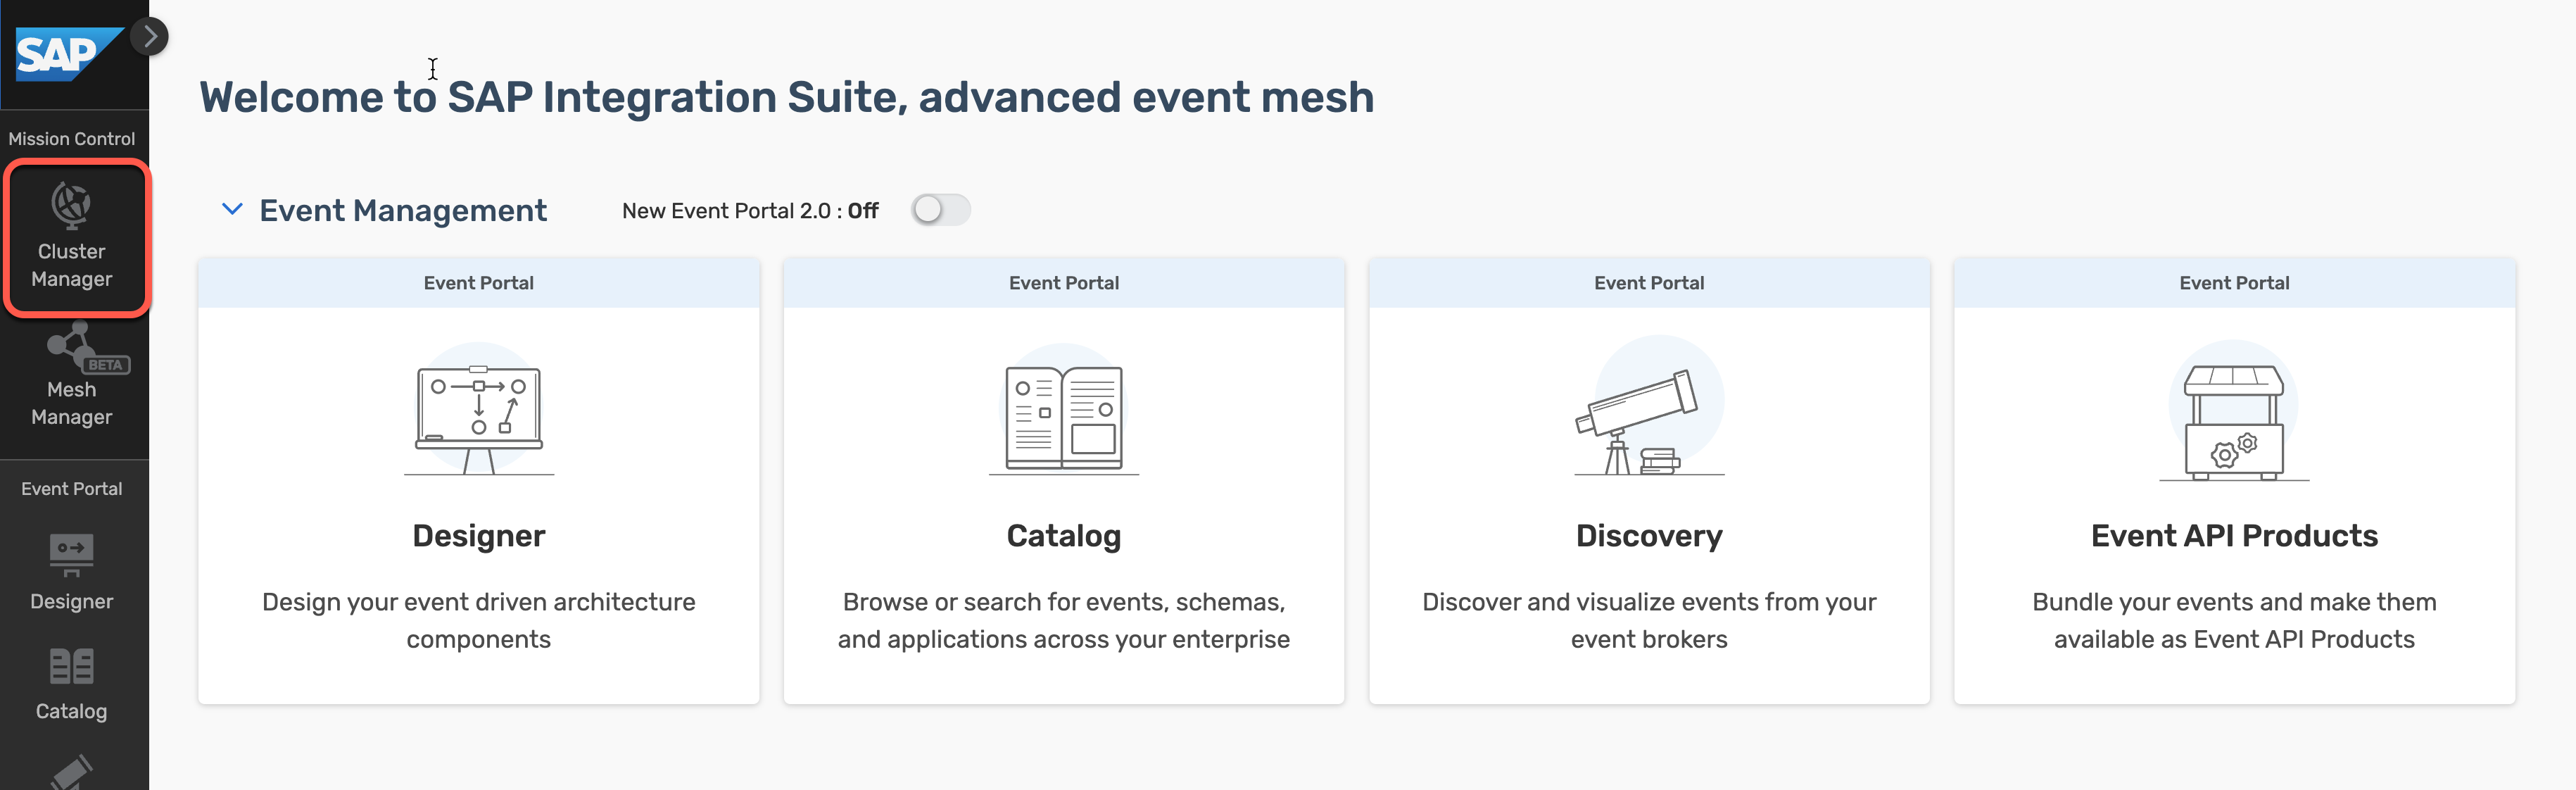 SAP
Mission Control
Cluster
Manager
BETA
Mesh
Manager
Event Portal
Designer
Catalog
Welcome to SAP Integration Suite, advanced event mesh
Event Management
New Event Portal 2.0 : Off
Event Portal
Designer
Design your event driven architecture
components
Event Portal
Catalog
Browse or search for events, schemas,
and applications across your enterprise
Event Portal
Discovery
Discover and visualize events from your
event brokers
Event Portal
Event API Products
Bundle your events and make them
available as Event API Products